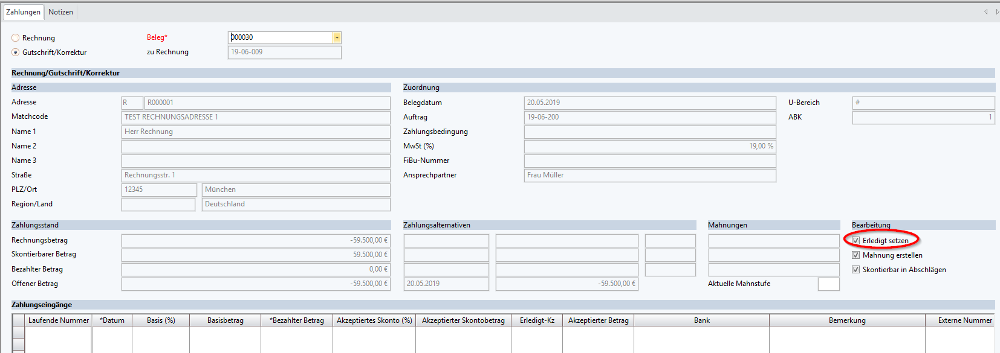 Zahlungen Notizen
Rechnung Beleg* 000030
Gutschrift/Korrektur zu Rechnung 19-06-009
Rechnung/Gutschrift/Korrektur
Adresse Zuordnung
Adresse R R000001 Belegdatum 20.05.2019 U-Bereich #
Matchcode TEST RECHNUNGSADRESSE 1 Auftrag 19-06-200 ABK 1
Name 1 Herr Rechnung Zahlungsbedingung
Name 2 MwSt (%) 19,00 %
Name 3 FiBu-Nummer
Straße Rechnungsstr. 1 Ansprechpartner Frau Müller
PLZ/Ort 12345 München
Region/Land Deutschland
Zahlungsstand Zahlungsalternativen Mahnungen Bearbeitung
Rechnungsbetrag -59.500,00 € Erledigt setzen
Skontierbarer Betrag 59.500,00 € Mahnung erstellen
Bezahlter Betrag 0,00 € Skontierbar in Abschlägen
Offener Betrag -59.500,00 € 20.05.2019 -59.500,00 € Aktuelle Mahnstufe
Zahlungseingänge
Laufende Nummer *Datum Basis (%) Basisbetrag *Bezahlter Betrag Akzeptiertes Skonto (%) Akzeptierter Skontobetrag Erledigt-Kz Akzeptierter Betrag Bank Bemerkung Externe Nummer